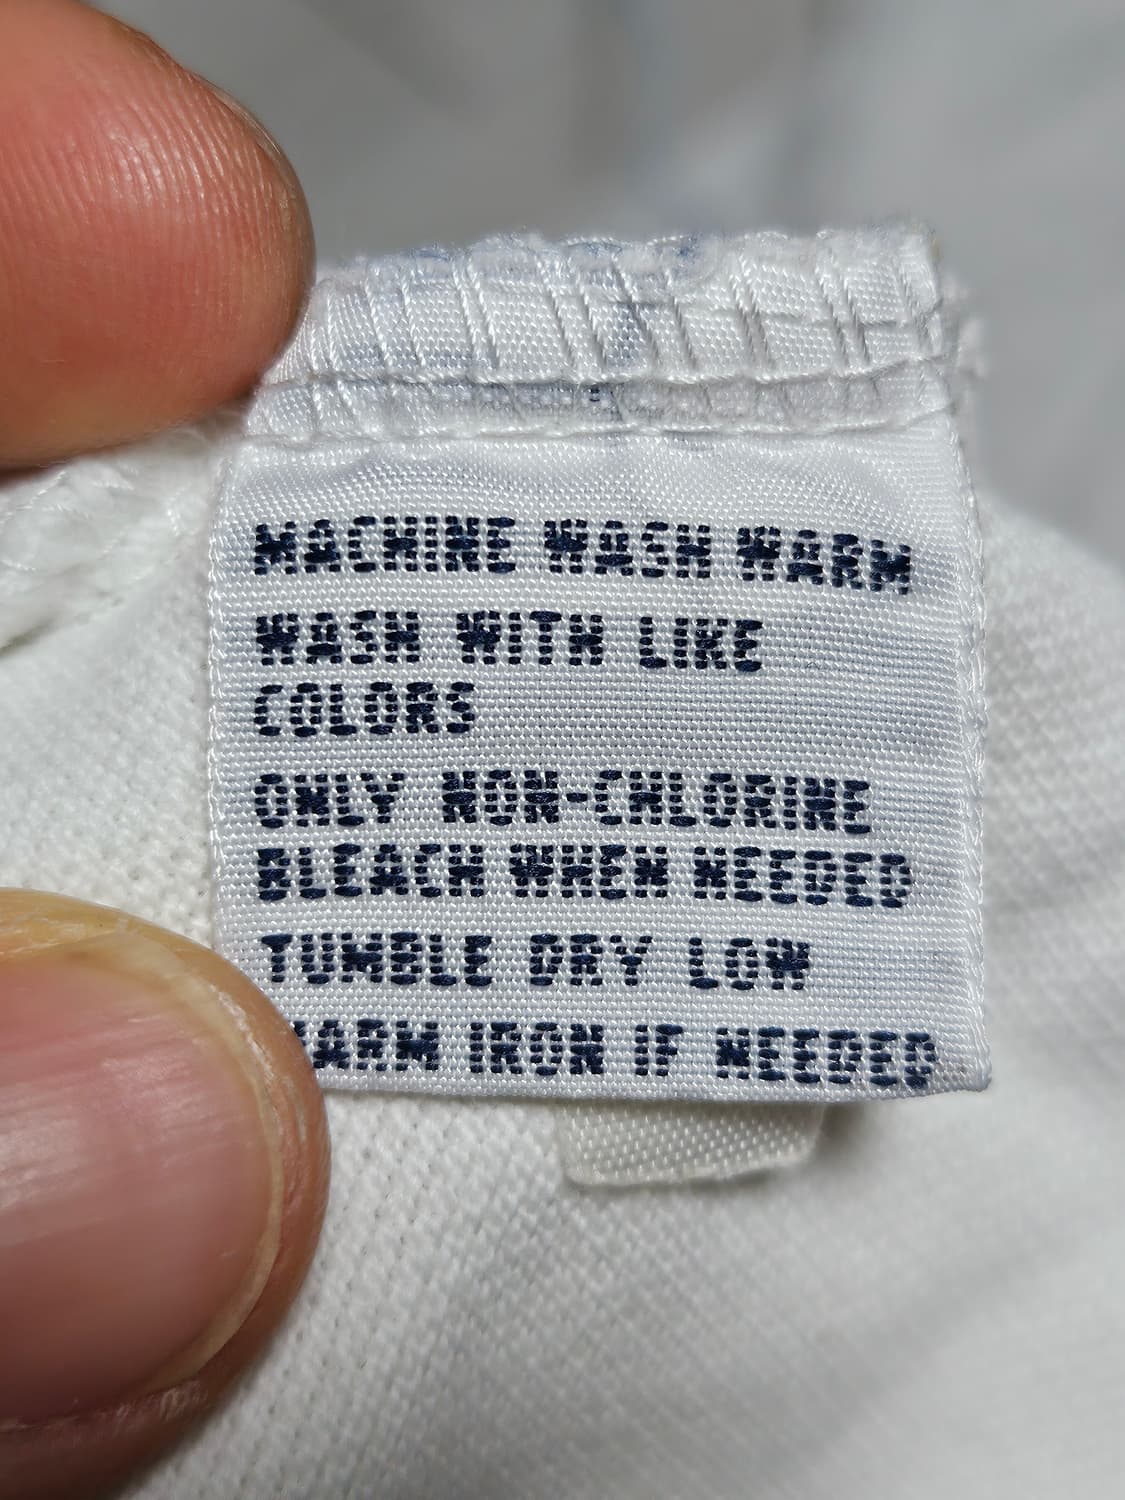 MACHINE WASH WARM
WASH WITH LIKE
COLORS
ONLY NON-CHLORINE
BLEACH WHEN NEEDED
TUMBLE DRY LOW
WARM IRON IF NEEDED